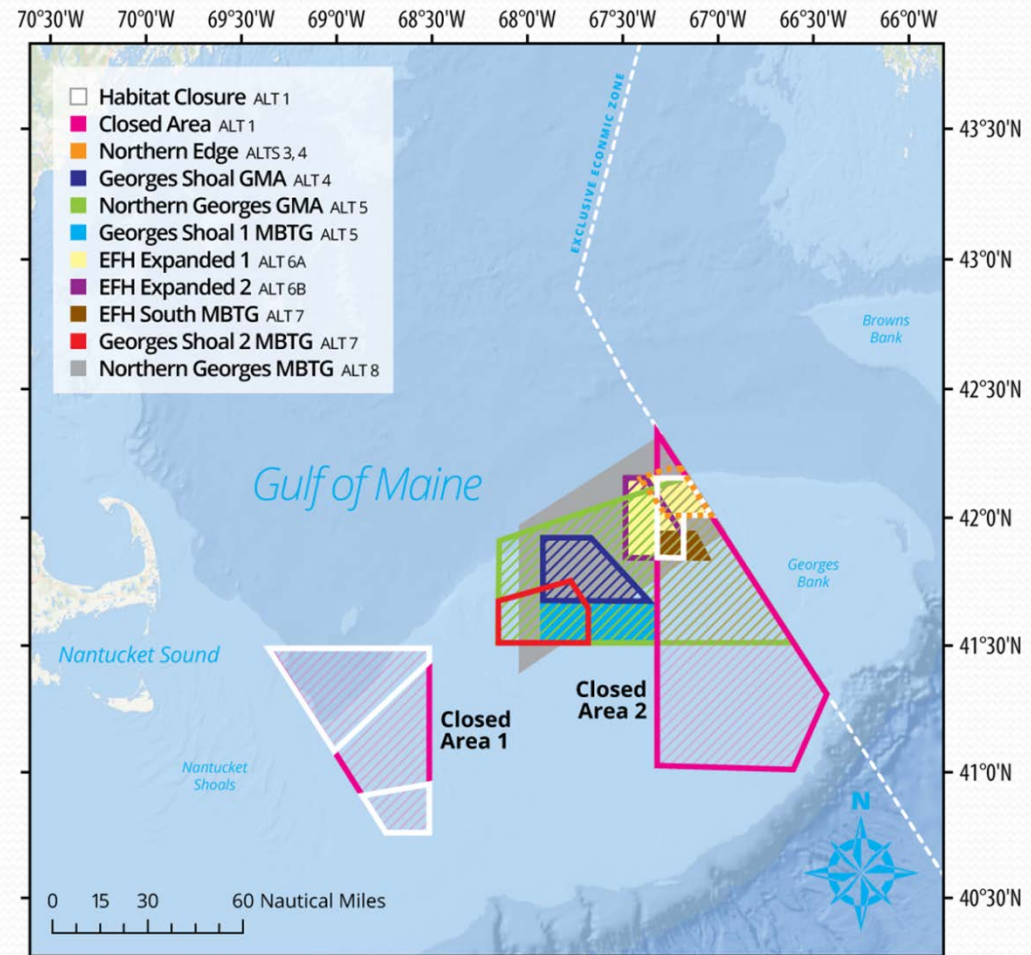 70°30'W 70°0'W 69°30'W 69°0'W 68°30'W 68°0'W 67°30'W 67°0'W 66°30'W 66°0'W
Habitat Closure ALT 1
Closed Area ALT 1
Northern Edge ALTS 3, 4
Georges Shoal GMA ALT 4
Northern Georges GMA ALT 5
Georges Shoal 1 MBTG ALT 5
EFH Expanded 1 ALT 6A
EFH Expanded 2 ALT 6B
EFH South MBTG ALT 7
Georges Shoal 2 MBTG ALT 7
Northern Georges MBTG ALT 8
EXCLUSIVE ECONMIC ZONE
43°30'N
43°0'N
Browns
Bank
42°30'N
Gulf of Maine
42°0'N
Georges
Bank
41°30'N
Nantucket Sound
Closed
Area 2
Closed
Area 1
Nantucket
Shoals
41°0'N
N
40°30'N
0 15 30 60 Nautical Miles